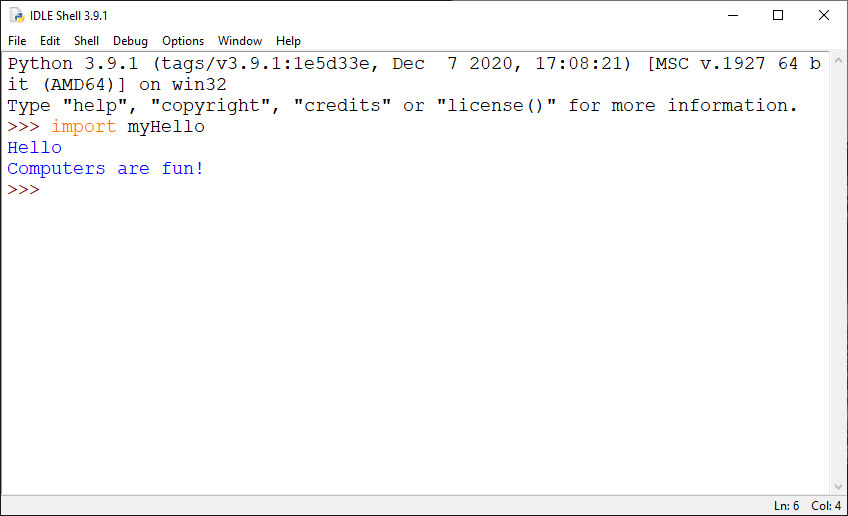 IDLE Shell 3.9.1
File Edit Shell Debug Options Window Help
Python 3.9.1 (tags/v3.9.1:1e5d33e, Dec  7 2020, 17:08:21) [MSC v.1927 64 b
it (AMD64)] on win32
Type "help", "copyright", "credits" or "license()" for more information.
>>> import myHello
Hello
Computers are fun!
>>>
Ln: 6 Col: 4